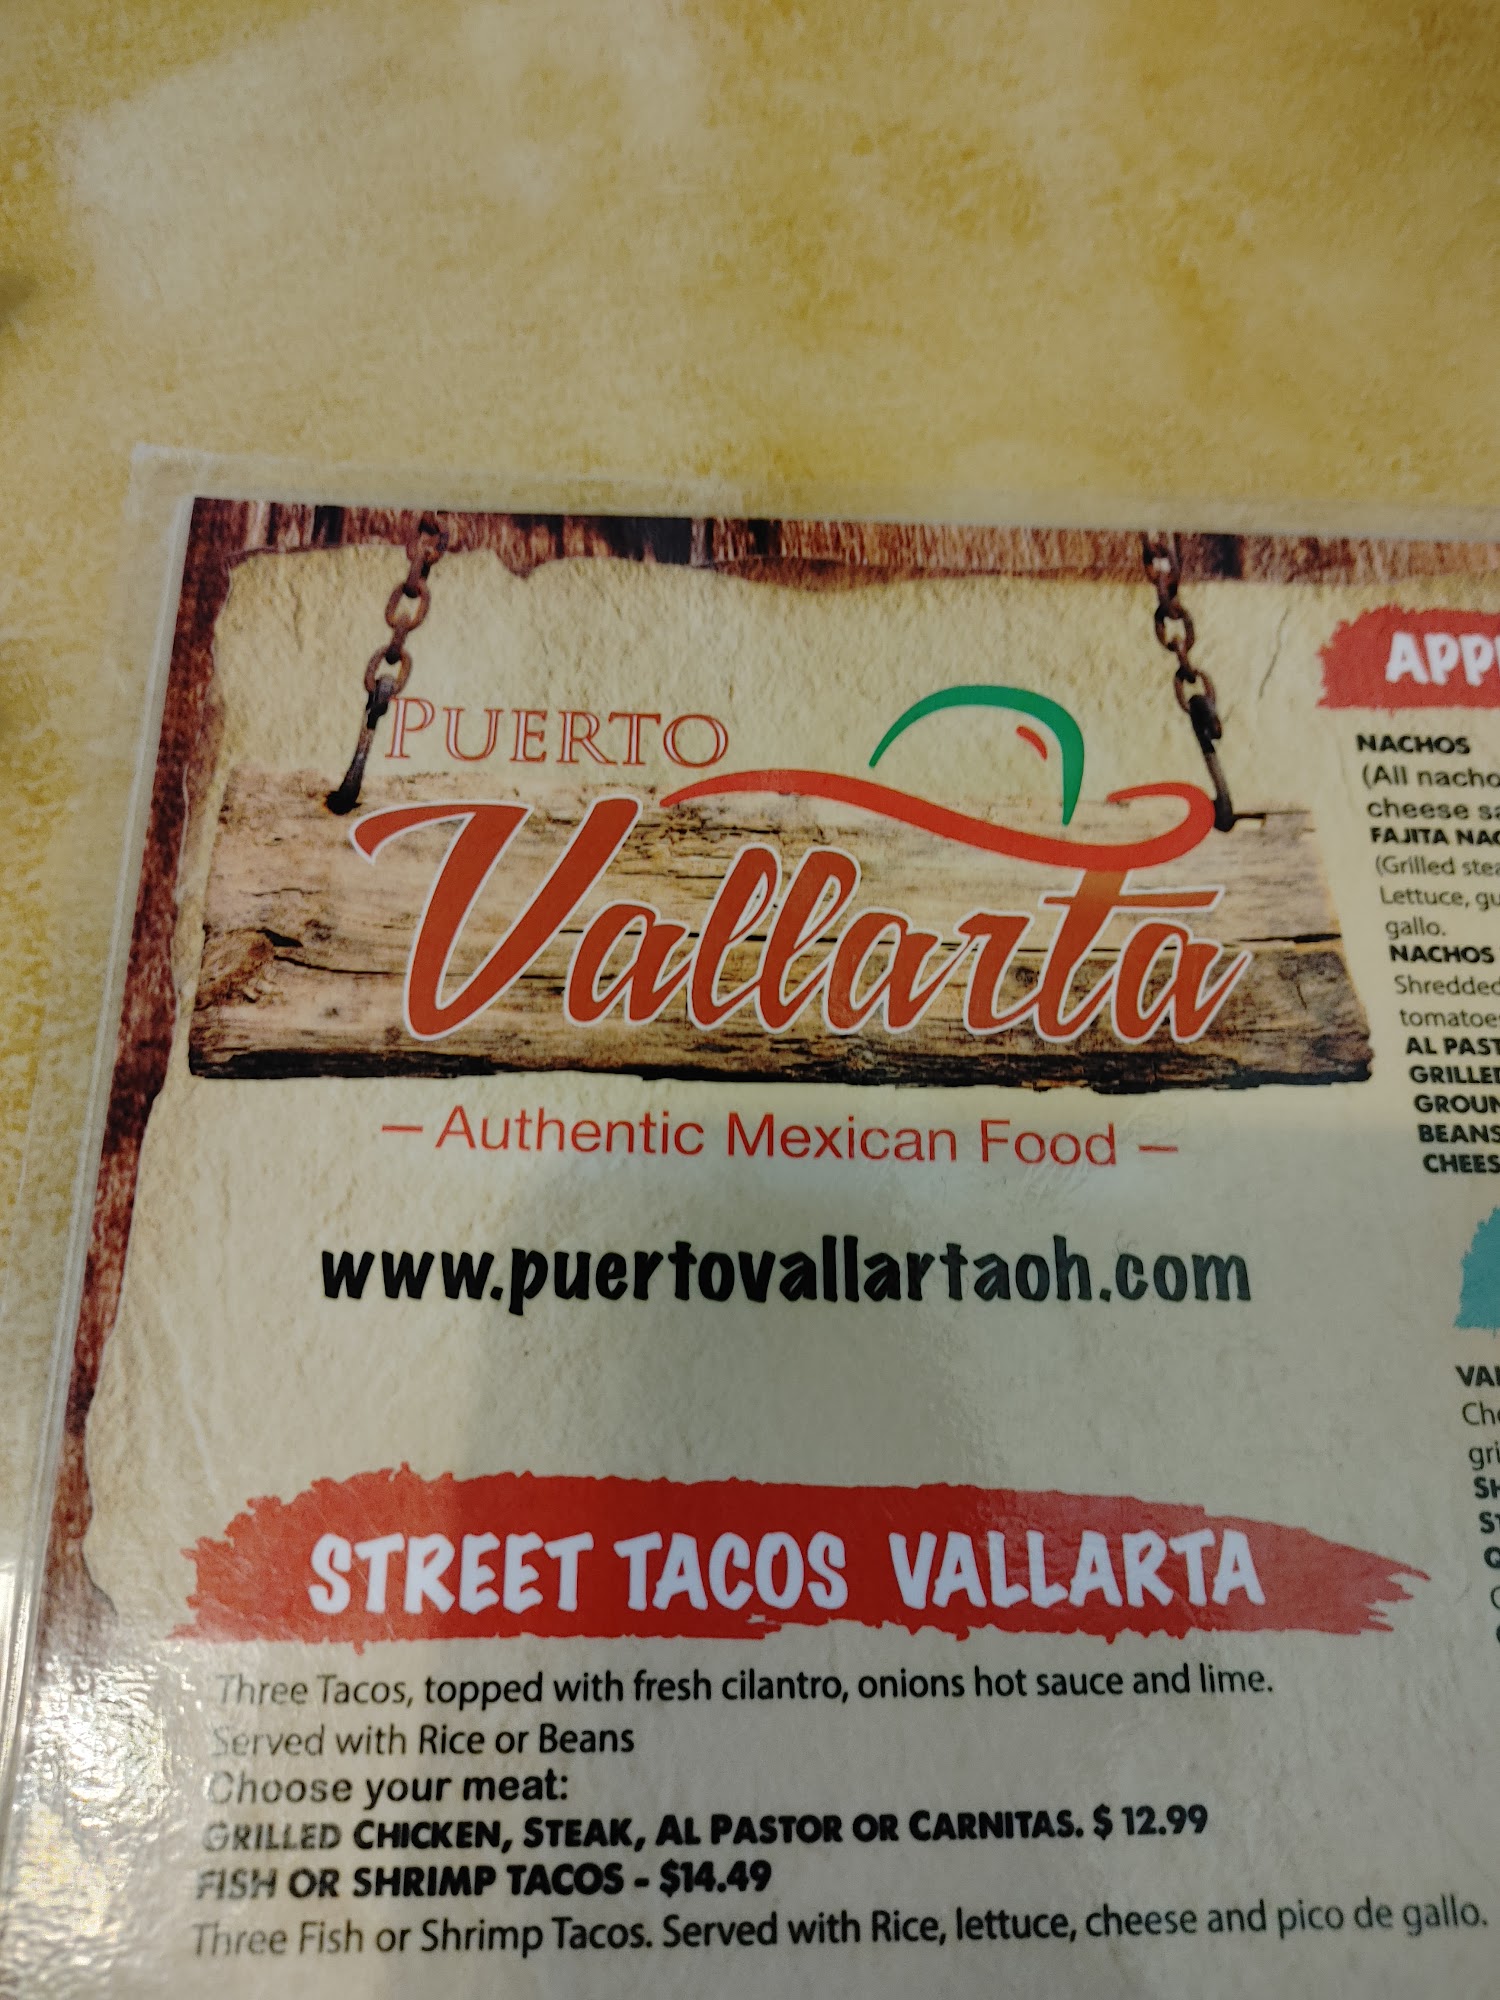 PUERTO
Vallarta
— Authentic Mexican Food —
www.puertovallartaoh.com
STREET TACOS VALLARTA
Three Tacos, topped with fresh cilantro, onions hot sauce and lime.
Served with Rice or Beans
Choose your meat:
GRILLED CHICKEN, STEAK, AL PASTOR OR CARNITAS. $ 12.99
FISH OR SHRIMP TACOS - $14.49
Three Fish or Shrimp Tacos. Served with Rice, lettuce, cheese and pico de gallo.
NACHOS
(All
FAJITA
(Grilled
Lettuce,
gallo.
NACHOS
Shredded
AL
GRILLED
BEANS